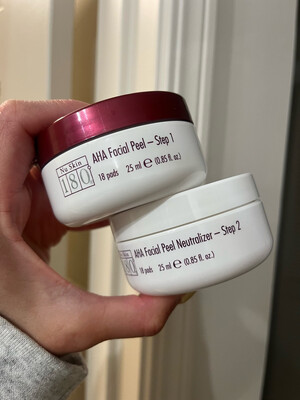 Nu Skin
180°
AHA Facial Peel – Step 1
18 pads 25 ml e (0.85 fl. oz.)
AHA Facial Peel Neutralizer – Step 2
18 pads 25 ml e (0.85 fl. oz.)